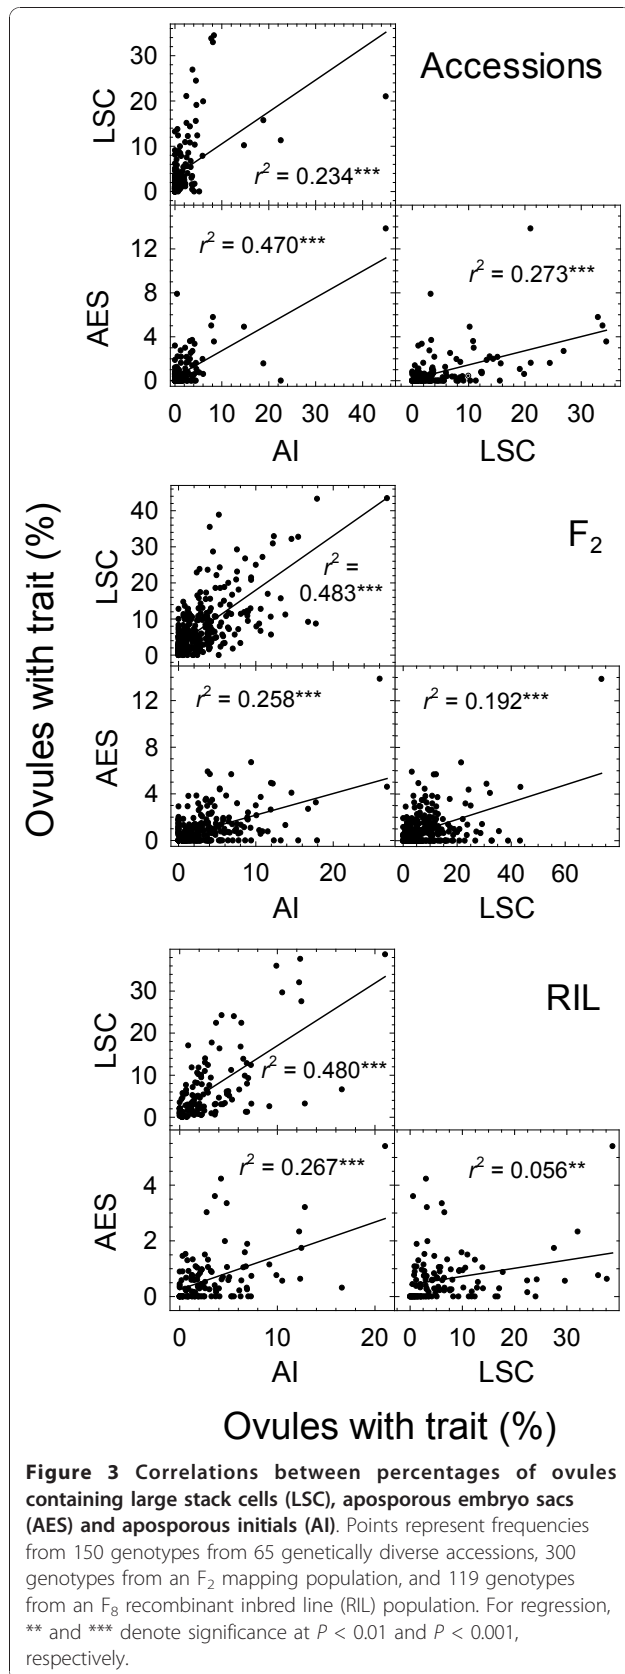 Accessions
LSC
30
20
10
0
r² = 0.234***
AES
12
8
4
0
r² = 0.470***
r² = 0.273***
0 10 20 30 40
0 10 20 30
AI
LSC
Ovules with trait (%)
F₂
LSC
40
30
20
10
0
r² =
0.483***
AES
12
8
4
0
r² = 0.258***
r² = 0.192***
0 10 20
0 20 40 60
AI
LSC
RIL
LSC
30
20
10
0
r² = 0.480***
AES
4
2
0
r² = 0.267***
r² = 0.056**
0 10 20
0 10 20 30
AI
LSC
Ovules with trait (%)
Figure 3 Correlations between percentages of ovules
containing large stack cells (LSC), aposporous embryo sacs
(AES) and aposporous initials (AI). Points represent frequencies
from 150 genotypes from 65 genetically diverse accessions, 300
genotypes from an F₂ mapping population, and 119 genotypes
from an F₈ recombinant inbred line (RIL) population. For regression,
** and *** denote significance at P < 0.01 and P < 0.001,
respectively.